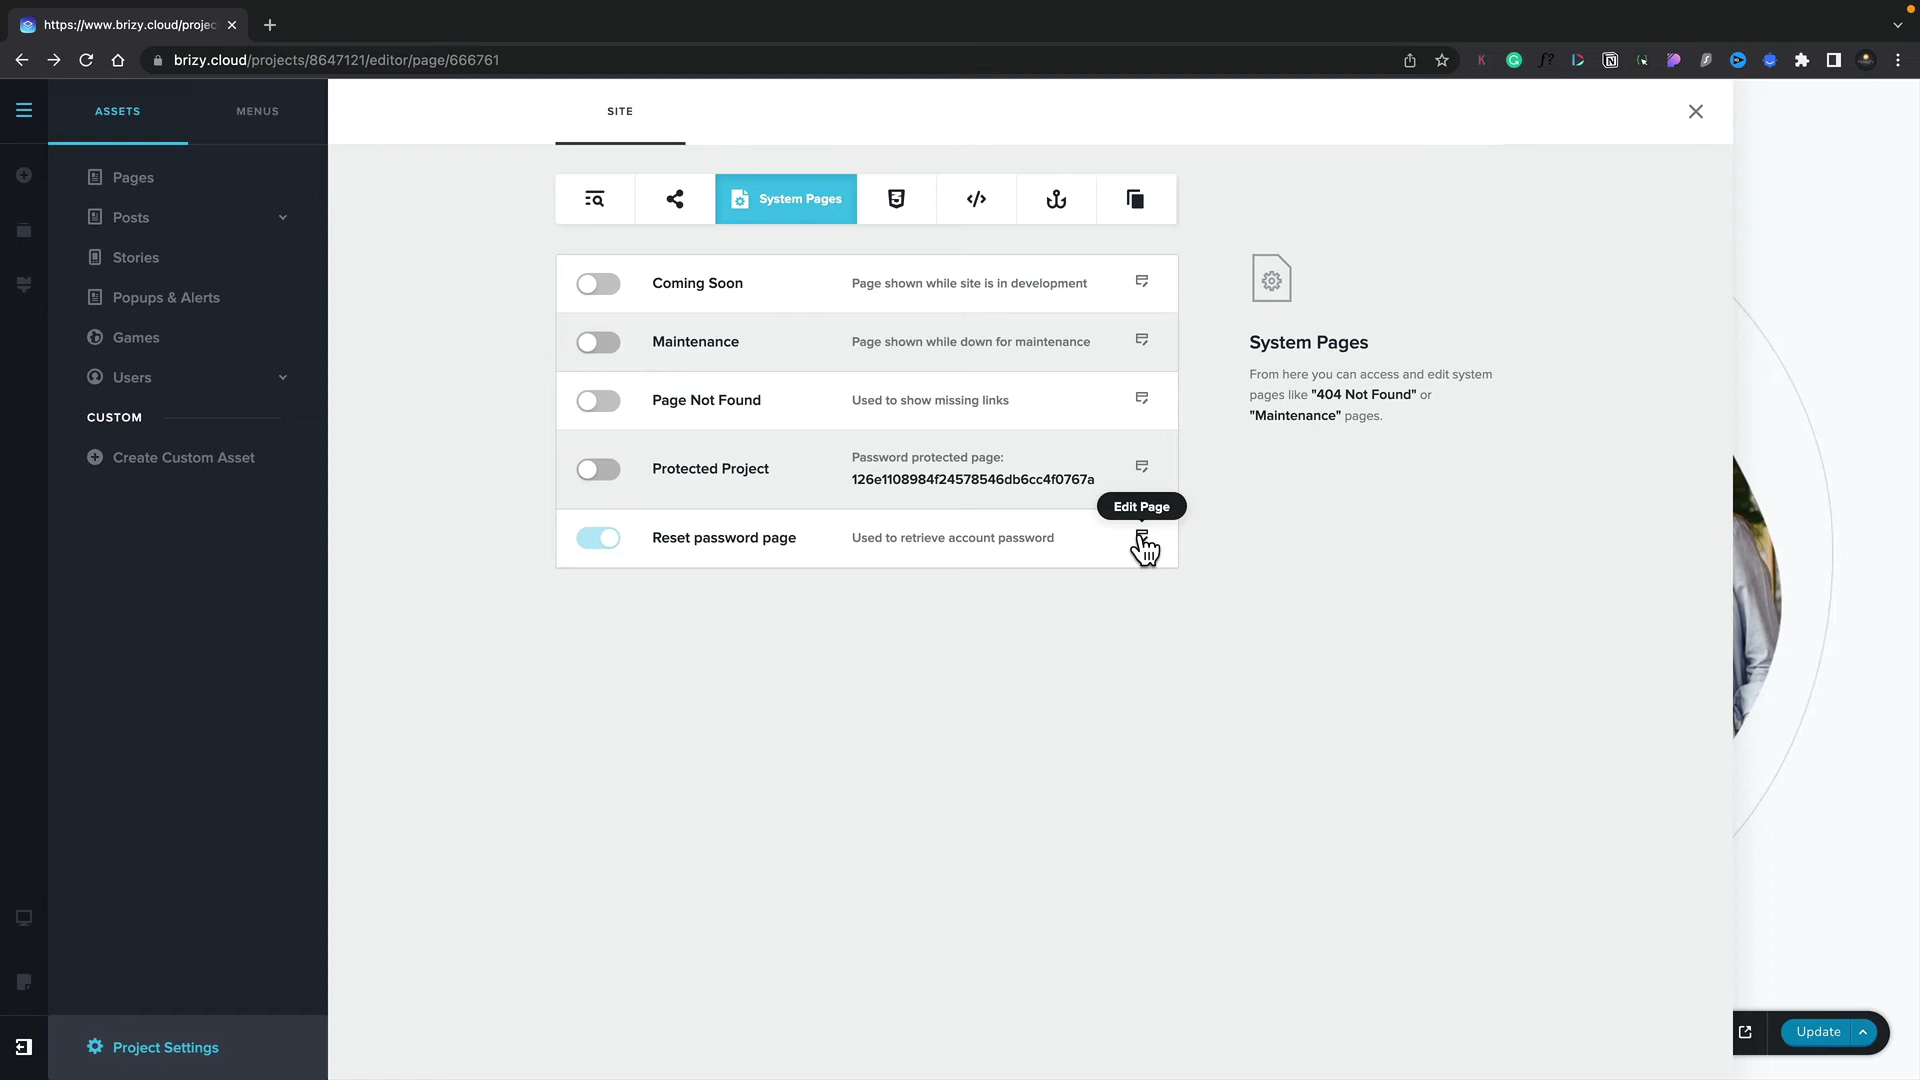 https://www.brizy.cloud/projec
brizy.cloud/projects/8647121/editor/page/666761
ASSETS
MENUS
SITE
Pages
Posts
Stories
Popups & Alerts
Games
Users
CUSTOM
Create Custom Asset
Project Settings
System Pages
Coming Soon
Page shown while site is in development
Maintenance
Page shown while down for maintenance
Page Not Found
Used to show missing links
Protected Project
Password protected page:
126e1108984f24578546db6cc4f0767a
Edit Page
Reset password page
Used to retrieve account password
System Pages
From here you can access and edit system
pages like "404 Not Found" or
"Maintenance" pages.
Update